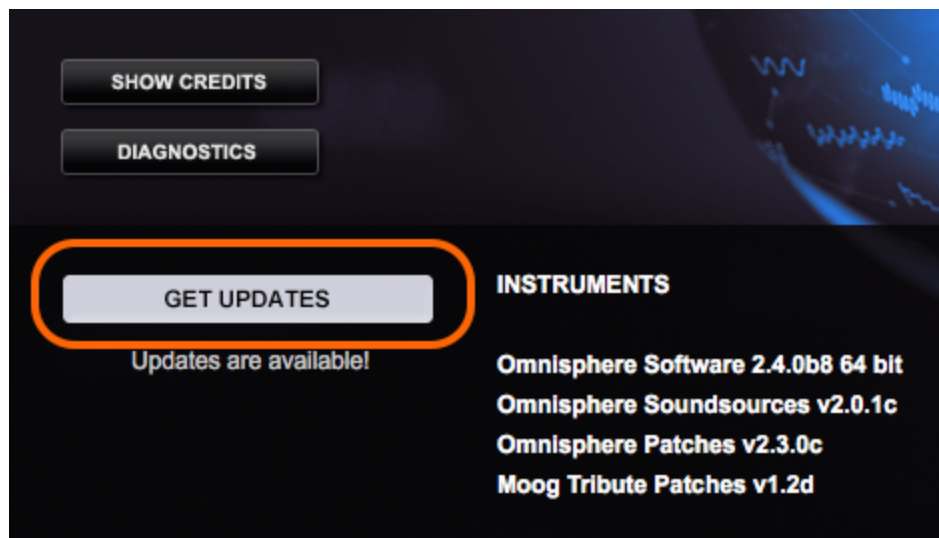 SHOW CREDITS
DIAGNOSTICS
GET UPDATES
Updates are available!
INSTRUMENTS
Omnisphere Software 2.4.0b8 64 bit
Omnisphere Soundsources v2.0.1c
Omnisphere Patches v2.3.0c
Moog Tribute Patches v1.2d